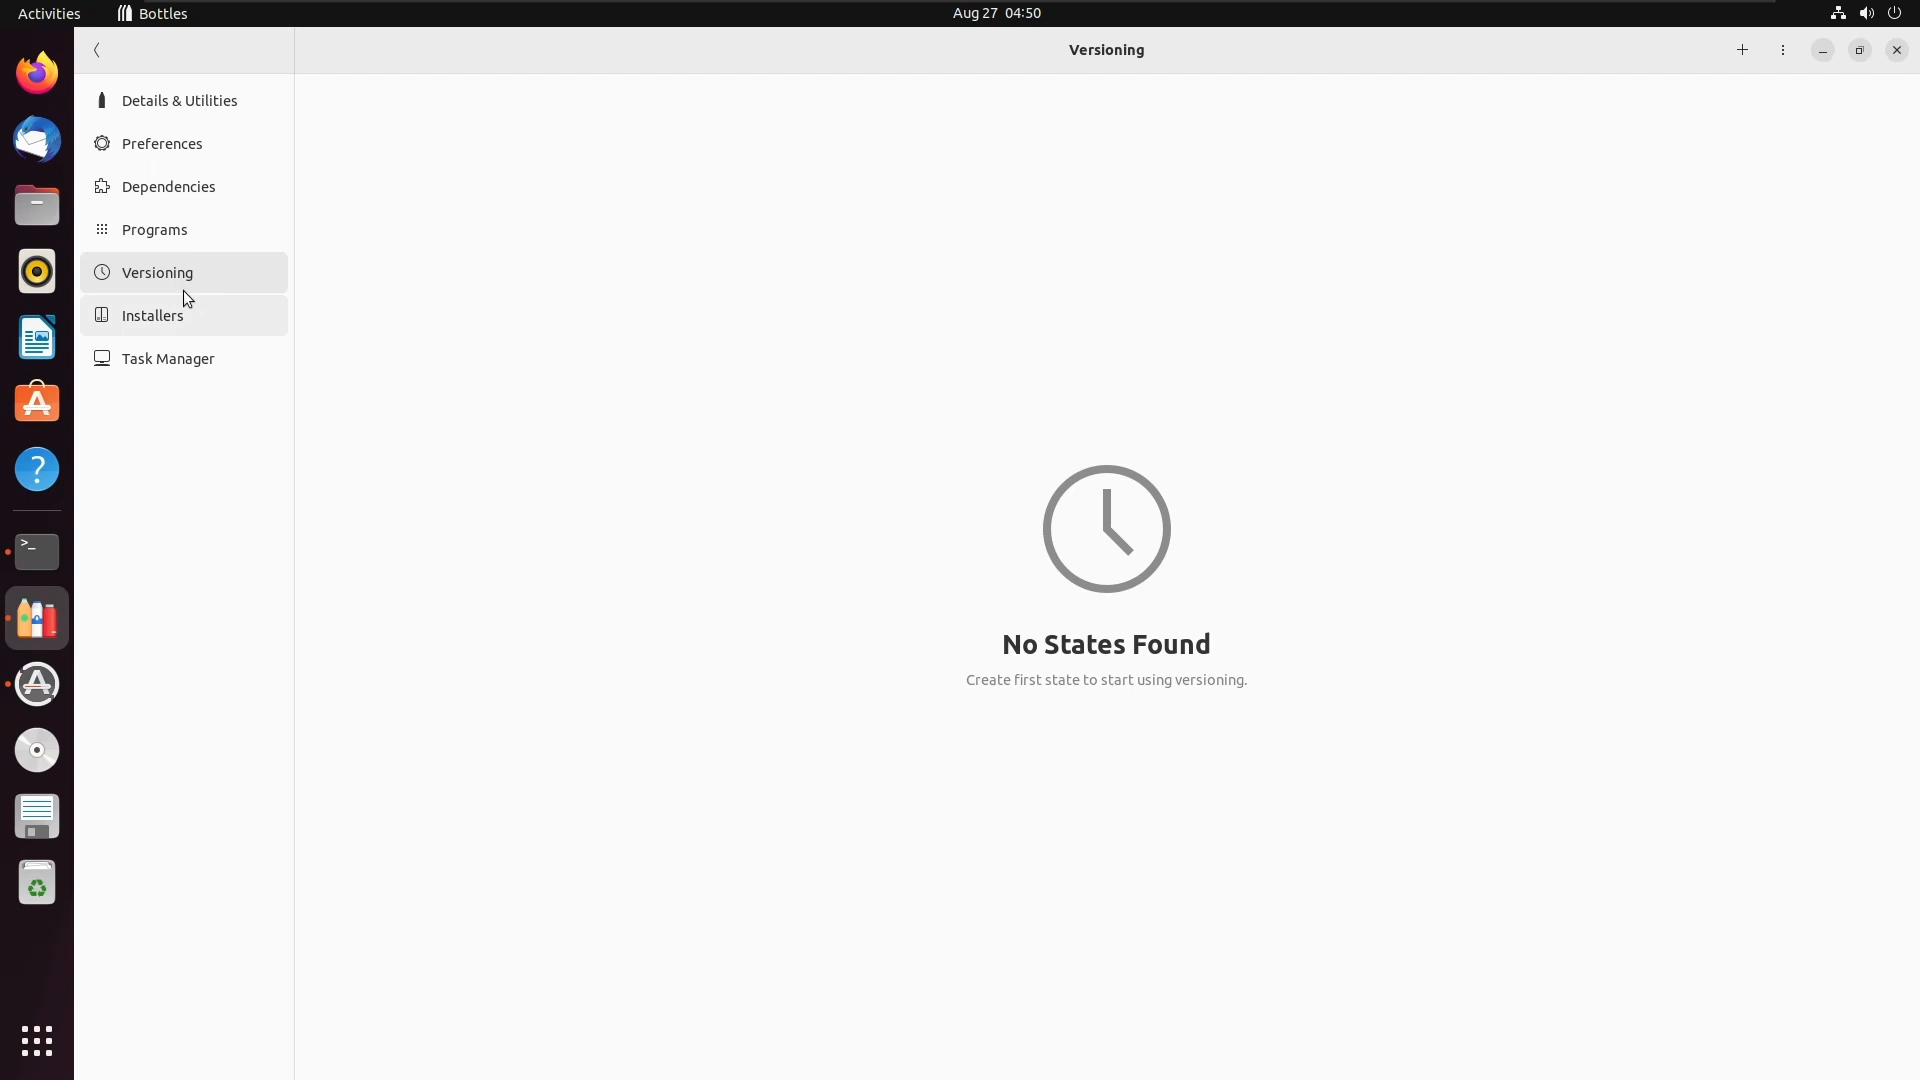 Activities
Bottles
Aug 27 04:50
Versioning
Details & Utilities
Preferences
Dependencies
Programs
Versioning
Installers
Task Manager
No States Found
Create first state to start using versioning.